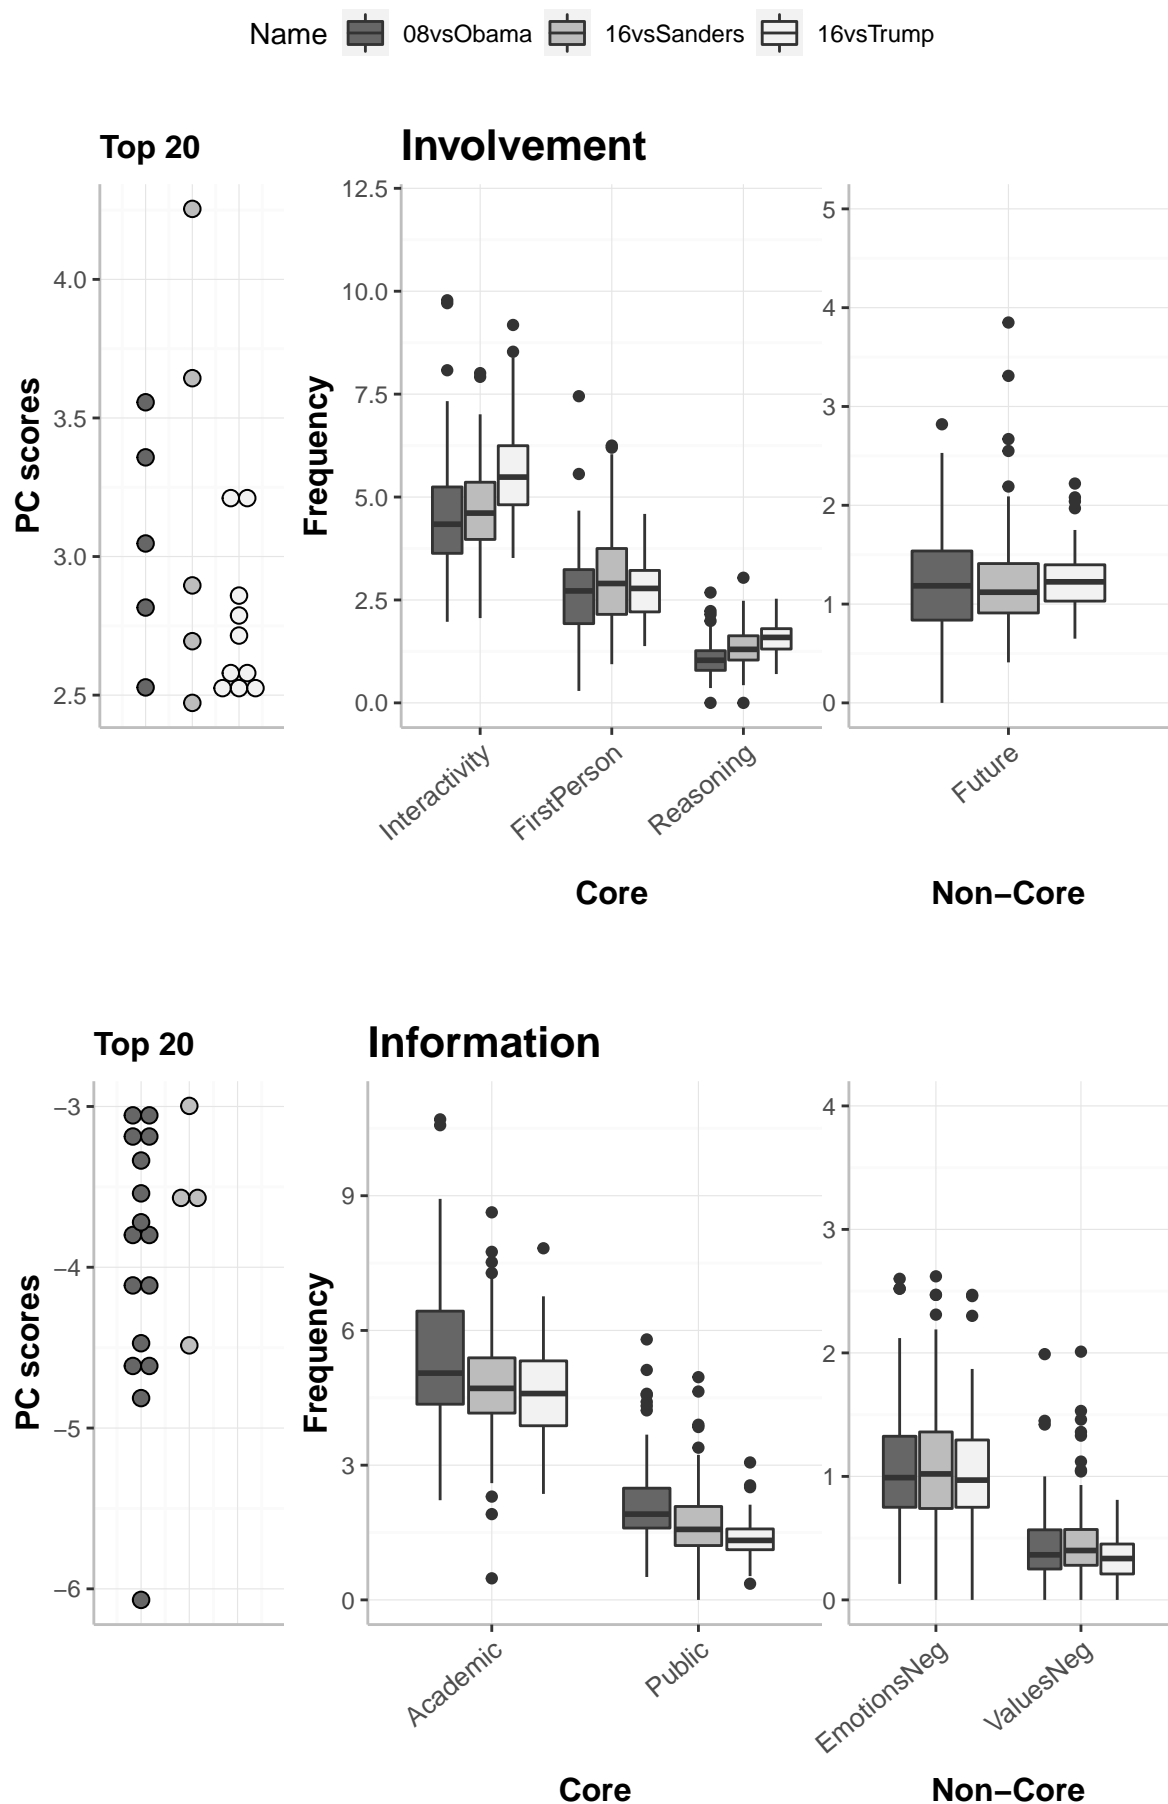 Name 08vsObama 16vsSanders 16vsTrump
Top 20
Involvement
PC scores
4.0
3.5
3.0
2.5
Frequency
12.5
10.0
7.5
5.0
2.5
0.0
Interactivity
FirstPerson
Reasoning
Core
5
4
3
2
1
0
Future
Non−Core
Top 20
Information
PC scores
−3
−4
−5
−6
Frequency
9
6
3
0
Academic
Public
Core
4
3
2
1
0
EmotionsNeg
ValuesNeg
Non−Core